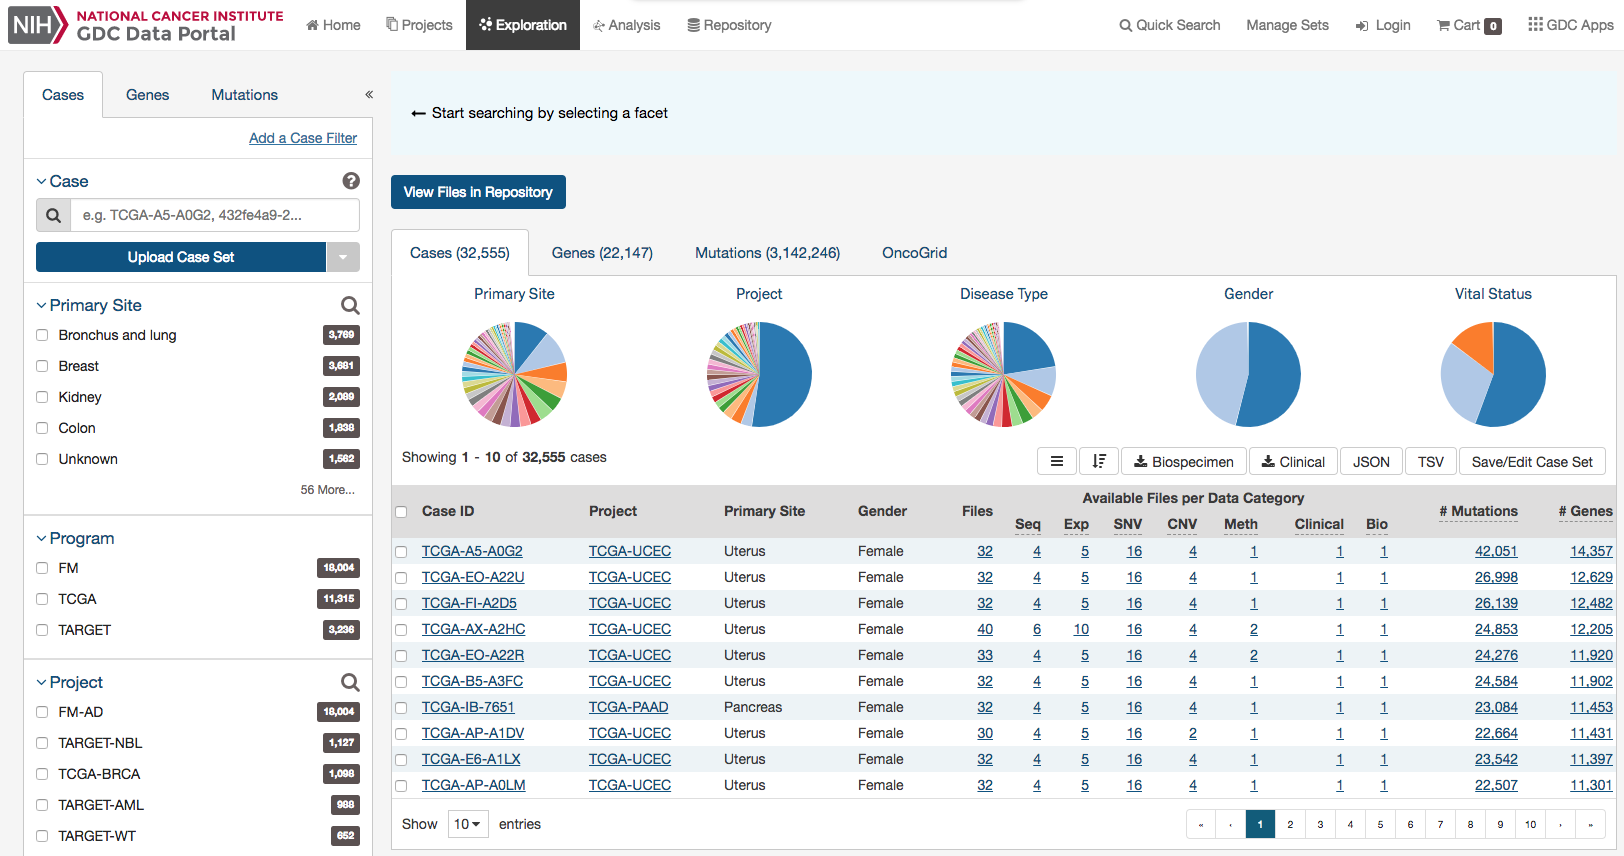 NIH NATIONAL CANCER INSTITUTE
GDC Data Portal
Home Projects Exploration Analysis Repository Quick Search Manage Sets Login Cart 0 GDC Apps
Cases Genes Mutations «
Add a Case Filter
Case ?
e.g. TCGA-A5-A0G2, 432fe4a9-2...
Upload Case Set
Primary Site
Bronchus and lung 3,769
Breast 3,681
Kidney 2,089
Colon 1,838
Unknown 1,562
56 More...
Program
FM 18,004
TCGA 11,315
TARGET 3,236
Project
FM-AD 18,004
TARGET-NBL 1,127
TCGA-BRCA 1,098
TARGET-AML 988
TARGET-WT 652
← Start searching by selecting a facet
View Files in Repository
Cases (32,555) Genes (22,147) Mutations (3,142,246) OncoGrid
Primary Site Project Disease Type Gender Vital Status
Showing 1 - 10 of 32,555 cases
Biospecimen Clinical JSON TSV Save/Edit Case Set
Available Files per Data Category
Case ID Project Primary Site Gender Files Seq Exp SNV CNV Meth Clinical Bio # Mutations # Genes
TCGA-A5-A0G2 TCGA-UCEC Uterus Female 32 4 5 16 4 1 1 1 42,051 14,357
TCGA-EO-A22U TCGA-UCEC Uterus Female 32 4 5 16 4 1 1 1 26,998 12,629
TCGA-FI-A2D5 TCGA-UCEC Uterus Female 32 4 5 16 4 1 1 1 26,139 12,482
TCGA-AX-A2HC TCGA-UCEC Uterus Female 40 6 10 16 4 2 1 1 24,853 12,205
TCGA-EO-A22R TCGA-UCEC Uterus Female 33 4 5 16 4 2 1 1 24,276 11,920
TCGA-B5-A3FC TCGA-UCEC Uterus Female 32 4 5 16 4 1 1 1 24,584 11,902
TCGA-IB-7651 TCGA-PAAD Pancreas Female 32 4 5 16 4 1 1 1 23,084 11,453
TCGA-AP-A1DV TCGA-UCEC Uterus Female 30 4 5 16 2 1 1 1 22,664 11,431
TCGA-E6-A1LX TCGA-UCEC Uterus Female 32 4 5 16 4 1 1 1 23,542 11,397
TCGA-AP-A0LM TCGA-UCEC Uterus Female 32 4 5 16 4 1 1 1 22,507 11,301
Show 10 entries « ‹ 1 2 3 4 5 6 7 8 9 10 › »